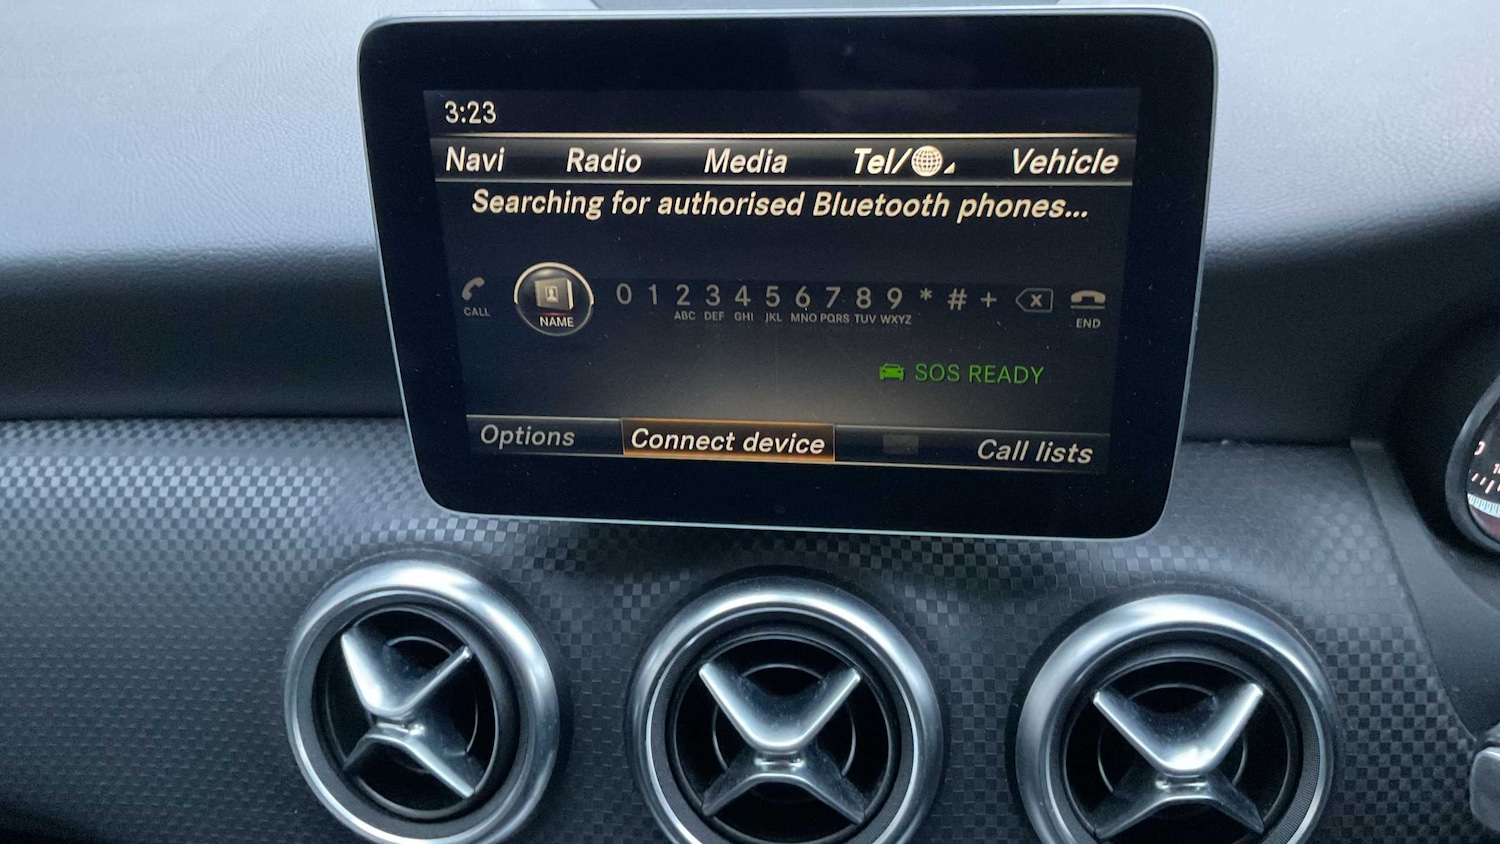 3:23
Navi Radio Media Tel/ Vehicle
Searching for authorised Bluetooth phones...
CALL NAME 0 1 2 ABC 3 DEF 4 GHI 5 JKL 6 MNO 7 PQRS 8 TUV 9 WXYZ * # + X END
SOS READY
Options Connect device Call lists